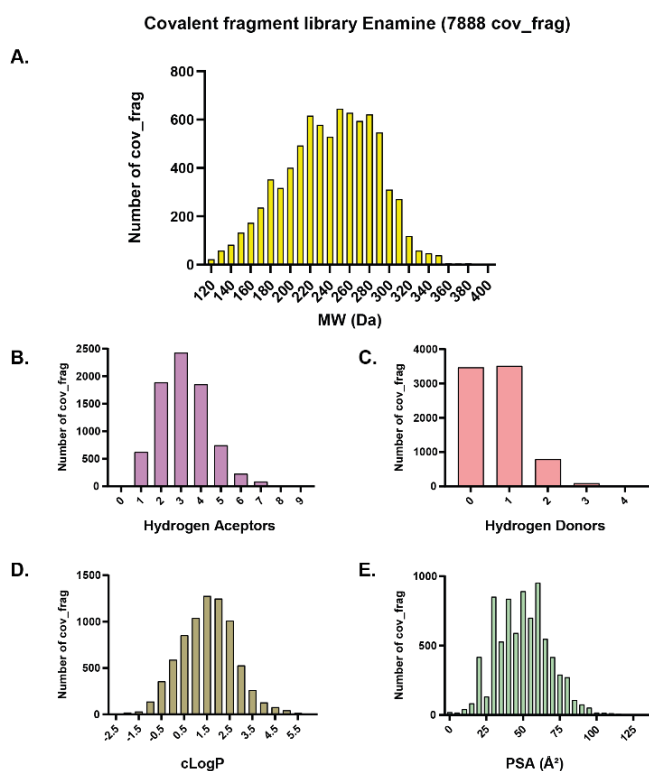 Covalent fragment library Enamine (7888 cov_frag)
A.
Number of cov_frag
800
600
400
200
0
120 140 160 180 200 220 240 260 280 300 320 340 360 380 400
MW (Da)
B.
Number of cov_frag
2500
2000
1500
1000
500
0
0 1 2 3 4 5 6 7 8 9
Hydrogen Aceptors
C.
Number of cov_frag
4000
3000
2000
1000
0
0 1 2 3 4
Hydrogen Donors
D.
Number of cov_frag
1500
1000
500
0
-2.5 -1.5 -0.5 0.5 1.5 2.5 3.5 4.5 5.5
cLogP
E.
Number of cov_frag
1000
500
0
0 25 50 75 100 125
PSA (Å²)